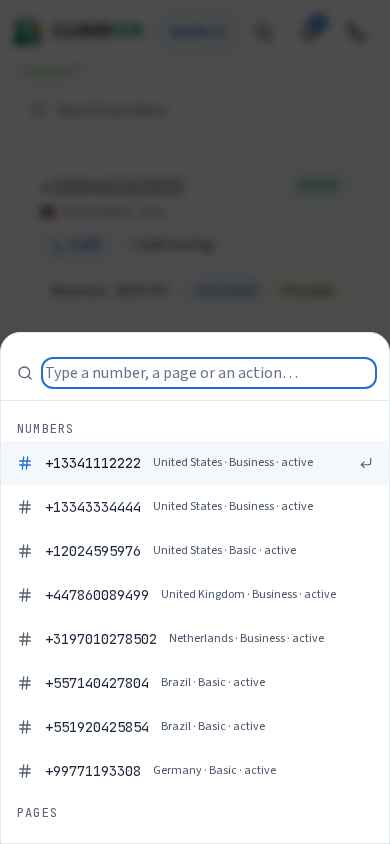 Type a number, a page or an action...
NUMBERS
+13341112222 United States · Business · active
+13343334444 United States · Business · active
+12024595976 United States · Basic · active
+447860089499 United Kingdom · Business · active
+3197010278502 Netherlands · Business · active
+557140427804 Brazil · Basic · active
+551920425854 Brazil · Basic · active
+99771193308 Germany · Basic · active
PAGES